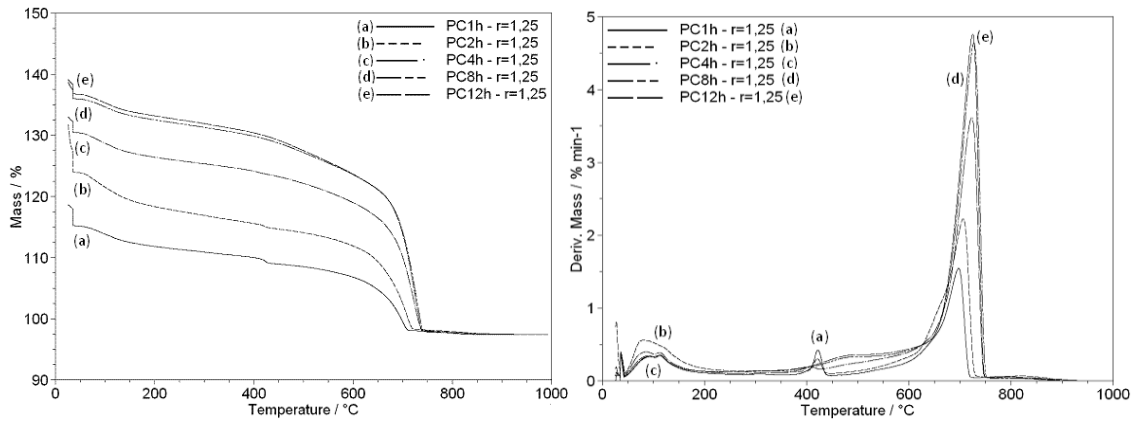 150
140
130
120
110
100
90
Mass / %
0
200
400
600
800
1000
Temperature / °C
(a) PC1h - r=1,25
(b) PC2h - r=1,25
(c) PC4h - r=1,25
(d) PC8h - r=1,25
(e) PC12h - r=1,25
(e)
(d)
(c)
(b)
(a)
5
4
3
2
1
0
Deriv. Mass / % min-1
0
200
400
600
800
1000
Temperature / °C
PC1h - r=1,25 (a)
PC2h - r=1,25 (b)
PC4h - r=1,25 (c)
PC8h - r=1,25 (d)
PC12h - r=1,25 (e)
(e)
(d)
(a)
(b)
(c)